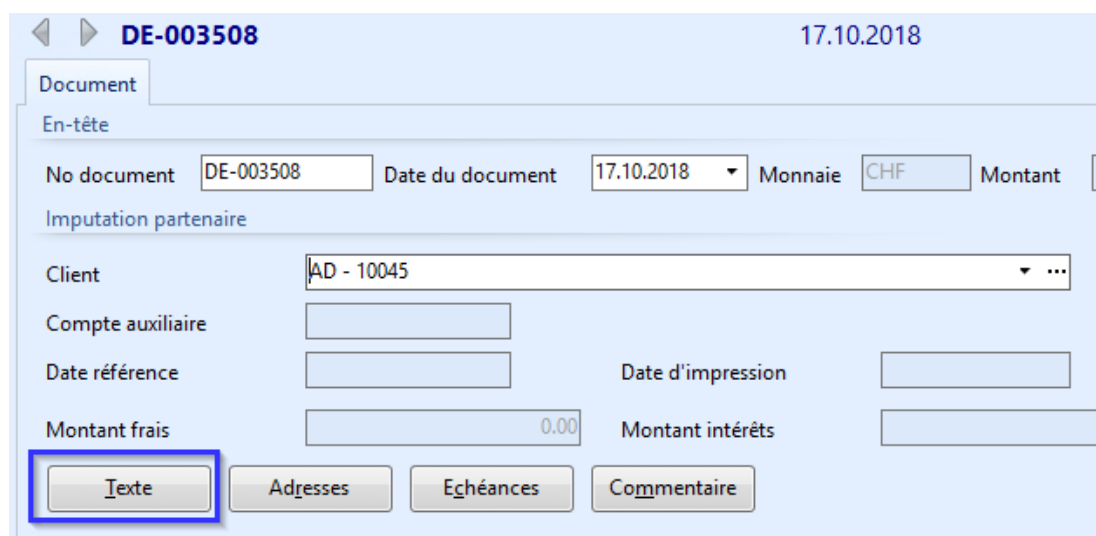 DE-003508 17.10.2018
Document
En-tête
No document DE-003508 Date du document 17.10.2018 Monnaie CHF Montant
Imputation partenaire
Client AD - 10045
Compte auxiliaire
Date référence Date d'impression
Montant frais 0.00 Montant intérêts
Texte Adresses Echéances Commentaire